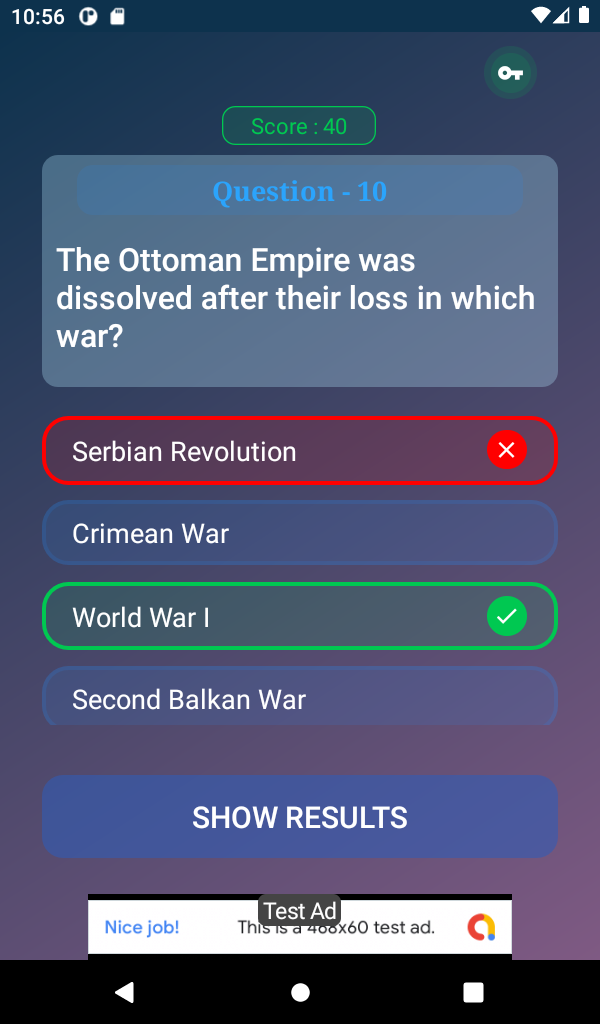 10:56
Score : 40
Question - 10
The Ottoman Empire was
dissolved after their loss in which
war?
Serbian Revolution
Crimean War
World War I
Second Balkan War
SHOW RESULTS
Test Ad
Nice job!
This is a 468x60 test ad.